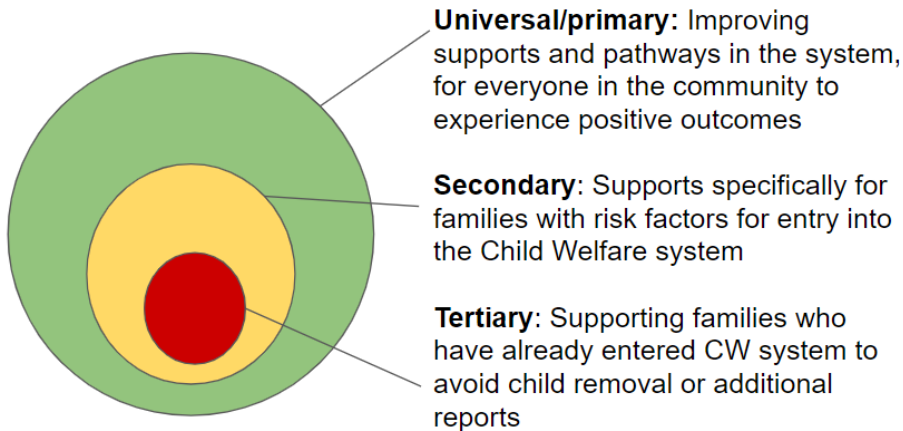 Universal/primary: Improving
supports and pathways in the system,
for everyone in the community to
experience positive outcomes
Secondary: Supports specifically for
families with risk factors for entry into
the Child Welfare system
Tertiary: Supporting families who
have already entered CW system to
avoid child removal or additional
reports